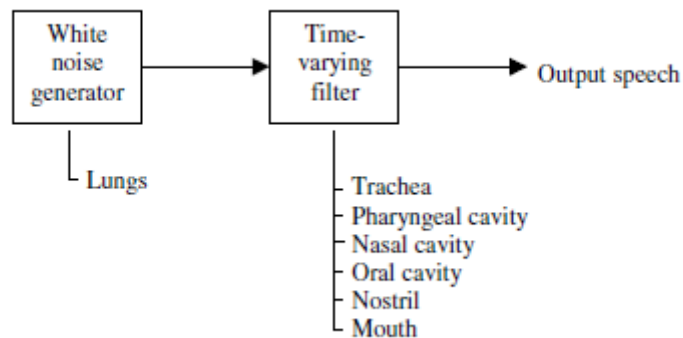 White
noise
generator
Time-
varying
filter
Output speech
Lungs
Trachea
Pharyngeal cavity
Nasal cavity
Oral cavity
Nostril
Mouth